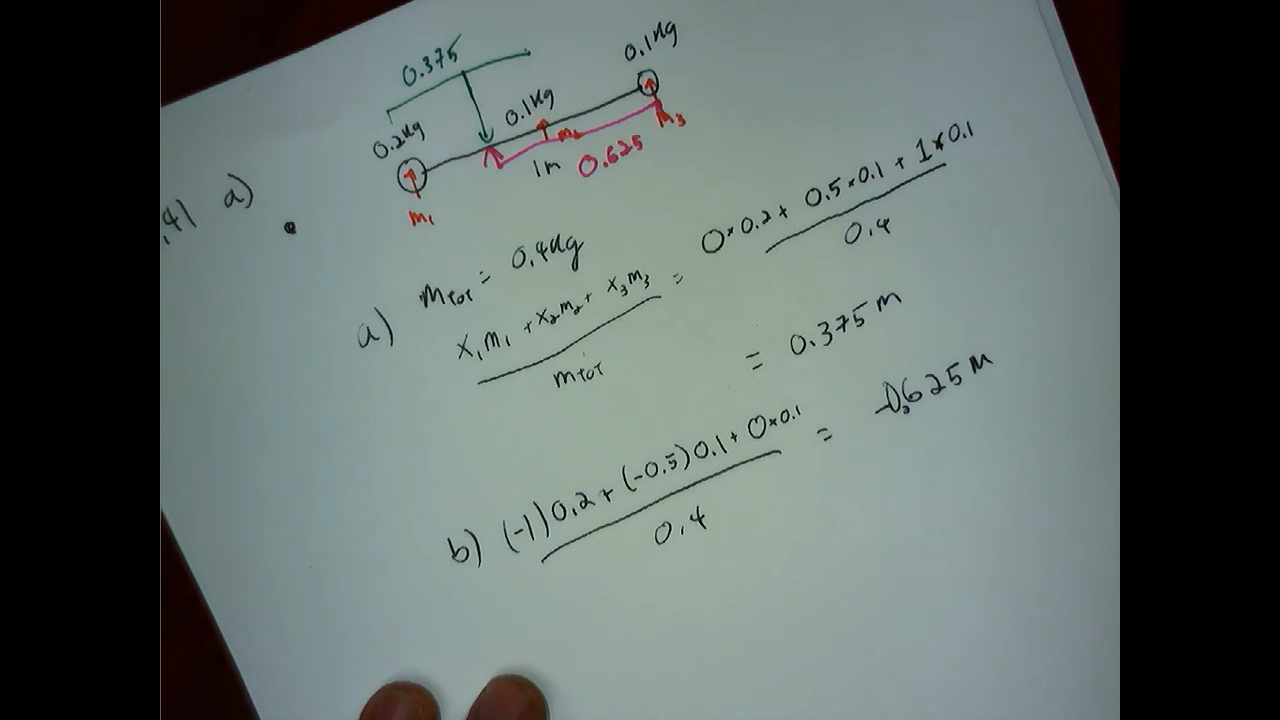 0.375
0.1Kg
0.1Kg
0.2Kg
m₂
m₃
1m 0.625
m₁
.41 a)
a) mTOT = 0.4Kg
x₁m₁ + x₂m₂ + x₃m₃ = 0×0.2 + 0.5×0.1 + 1×0.1
mTOT
0.4
= 0.375 m
b) (-1)0.2 + (-0.5)0.1 + 0×0.1 = -0.625 m
0.4